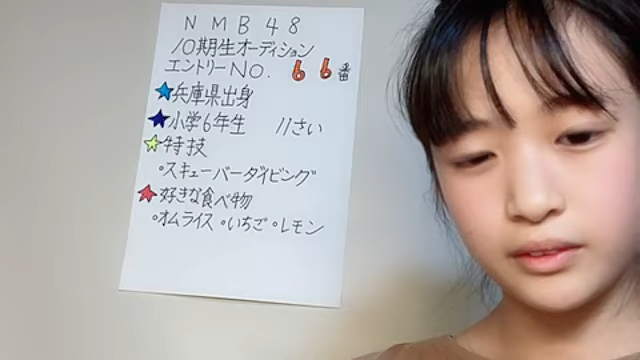 NMB48
10期生オーディション
エントリーNO. 66番
★兵庫県出身
★小学6年生 11さい
★特技
・スキューバーダイビング
★好きな食べ物
・オムライス ・いちご ・レモン